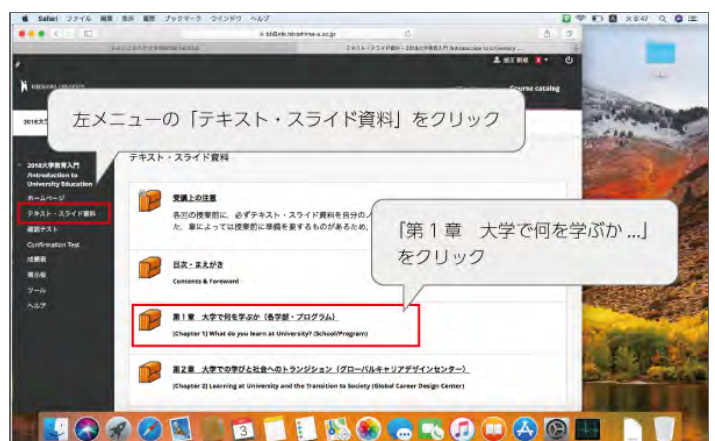 Safari ファイル 編集 表示 履歴 ブックマーク ウインドウ ヘルプ
火8:47
Course catalog
左メニューの「テキスト・スライド資料」をクリック
2018大学教育入門
/Introduction to
University Education
ホームページ
テキスト・スライド資料
確認テスト
Confirmation Test
成績表
掲示板
ツール
ヘルプ
テキスト・スライド資料
受講上の注意
各回の授業前に、必ずテキスト・スライド資料を自分のノ
た、章によっては授業前に準備を要するものがあるため、
「第1章 大学で何を学ぶか ...」
をクリック
目次・まえがき
Contents & Foreword
第1章 大学で何を学ぶか（各学部・プログラム）
(Chapter 1) What do you learn at University? (School/Program)
第2章 大学での学びと社会へのトランジション（グローバルキャリアデザインセンター）
(Chapter 2) Learning at University and the Transition to Society (Global Career Design Center)
3